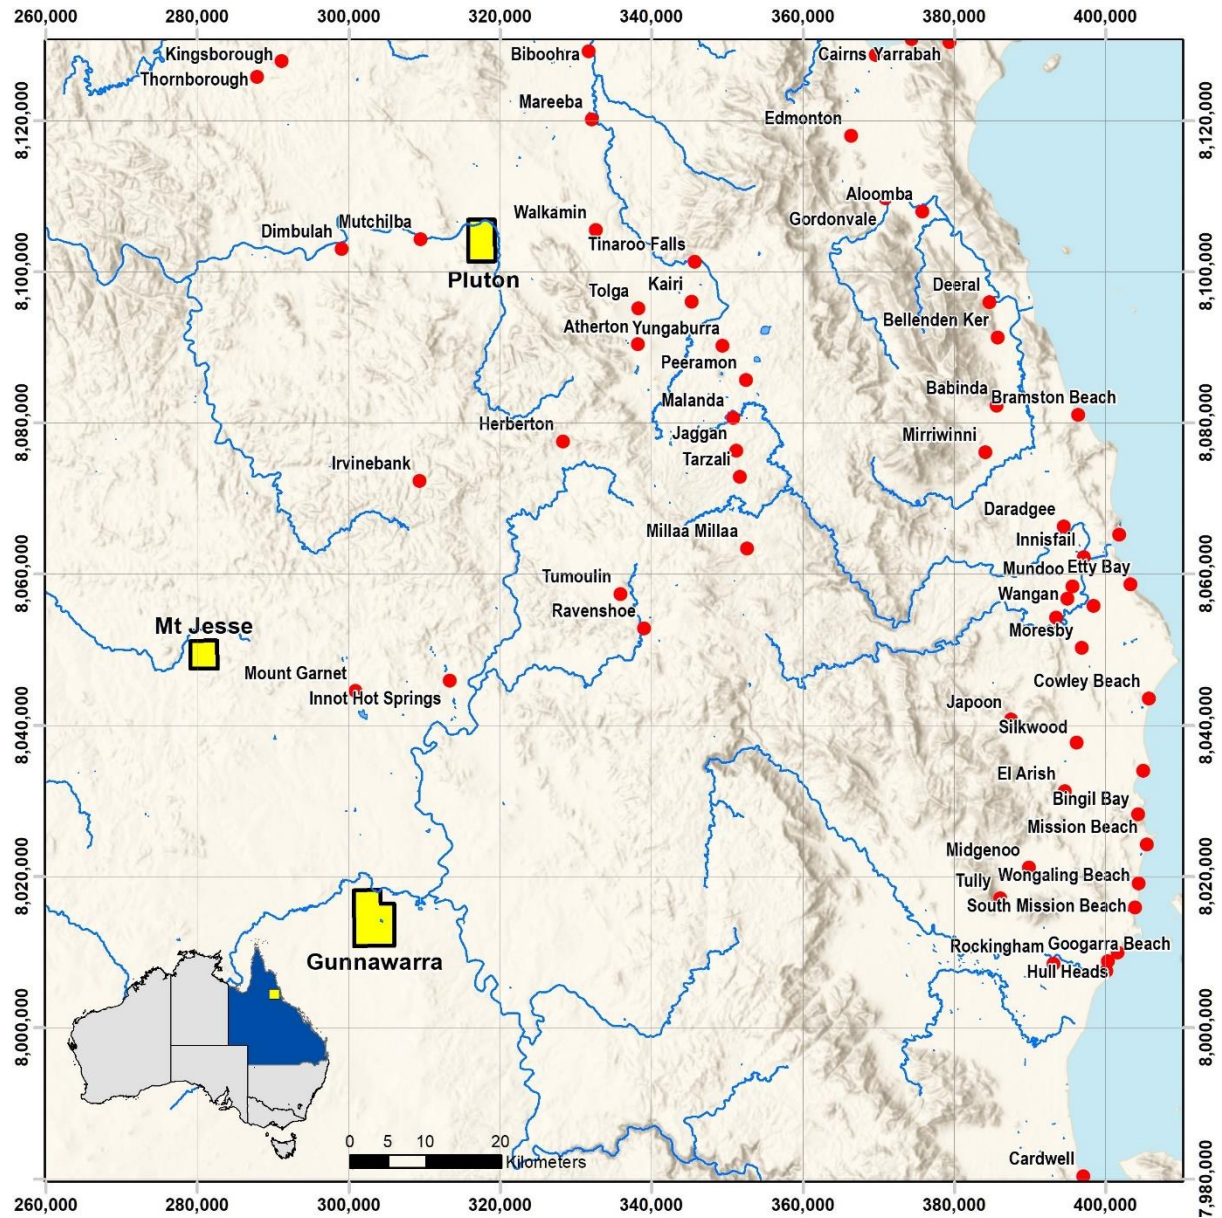 260,000 280,000 300,000 320,000 340,000 360,000 380,000 400,000
Kingsborough
Biboohra
Cairns Yarrabah
Thornborough
Mareeba
8,120,000
Edmonton
8,120,000
Aloomba
Walkamin
Gordonvale
Mutchilba
Dimbulah
Tinaroo Falls
8,100,000
Pluton
Kairi
Deeral
8,100,000
Tolga
Bellenden Ker
Atherton Yungaburra
Peeramon
Babinda
Bramston Beach
Malanda
8,080,000
Herberton
Jaggan
Mirriwinni
8,080,000
Irvinebank
Tarzali
Daradgee
Millaa Millaa
Innisfail
8,060,000
Tumoulin
Mundoo Etty Bay
8,060,000
Wangan
Ravenshoe
Mt Jesse
Moresby
Mount Garnet
Cowley Beach
Innot Hot Springs
Japoon
8,040,000
Silkwood
8,040,000
El Arish
Bingil Bay
Mission Beach
Midgenoo
8,020,000
Wongaling Beach
8,020,000
Tully
South Mission Beach
Gunnawarra
Rockingham Googarra Beach
Hull Heads
8,000,000
8,000,000
0 5 10 20
Kilometers
Cardwell
7,980,000
260,000 280,000 300,000 320,000 340,000 360,000 380,000 400,000